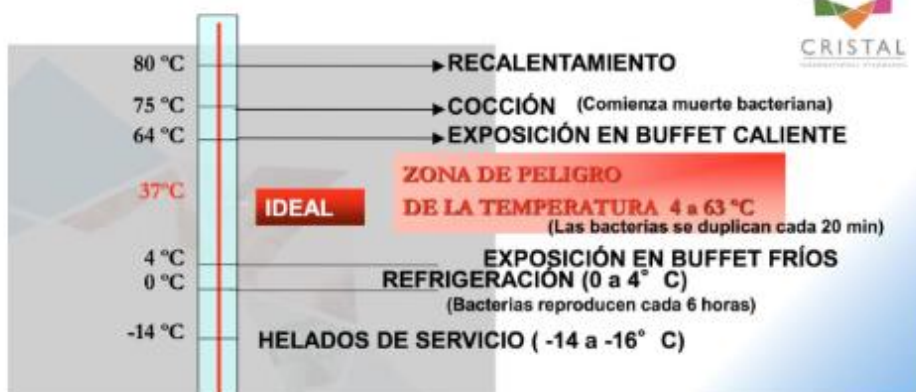 CRISTAL
80 °C RECALENTAMIENTO
75 °C COCCIÓN (Comienza muerte bacteriana)
64 °C EXPOSICIÓN EN BUFFET CALIENTE
ZONA DE PELIGRO
37°C
IDEAL
DE LA TEMPERATURA 4 a 63 °C
(Las bacterias se duplican cada 20 min)
4 °C EXPOSICIÓN EN BUFFET FRÍOS
0 °C REFRIGERACIÓN (0 a 4° C)
(Bacterias reproducen cada 6 horas)
-14 °C HELADOS DE SERVICIO ( -14 a -16° C)